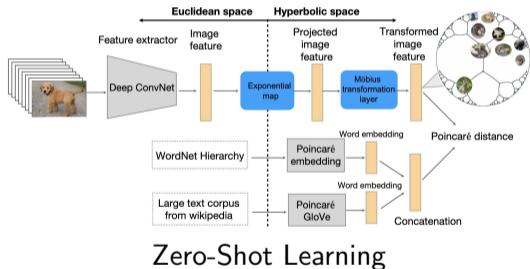 Euclidean space
Hyperbolic space
Feature extractor
Image
feature
Projected
image
feature
Transformed
image
feature
Deep ConvNet
Exponential
map
Möbius
transformation
layer
Poincaré distance
Word embedding
WordNet Hierarchy
Poincaré
embedding
Word embedding
Large text corpus
from wikipedia
Poincaré
GloVe
Concatenation
Zero-Shot Learning